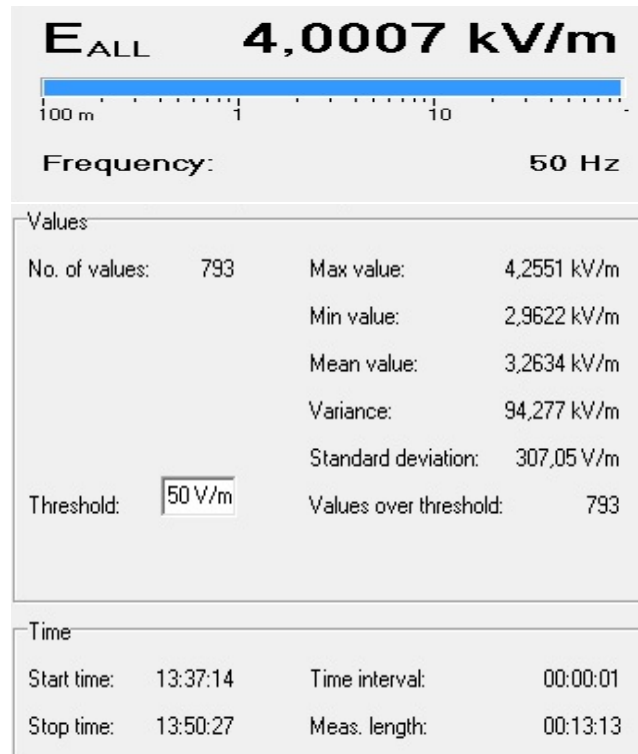 E ALL 4,0007 kV/m
100 m 1 10
Frequency: 50 Hz
Values
No. of values: 793 Max value: 4,2551 kV/m
Min value: 2,9622 kV/m
Mean value: 3,2634 kV/m
Variance: 94,277 kV/m
Standard deviation: 307,05 V/m
Threshold: 50 V/m Values over threshold: 793
Time
Start time: 13:37:14 Time interval: 00:00:01
Stop time: 13:50:27 Meas. length: 00:13:13